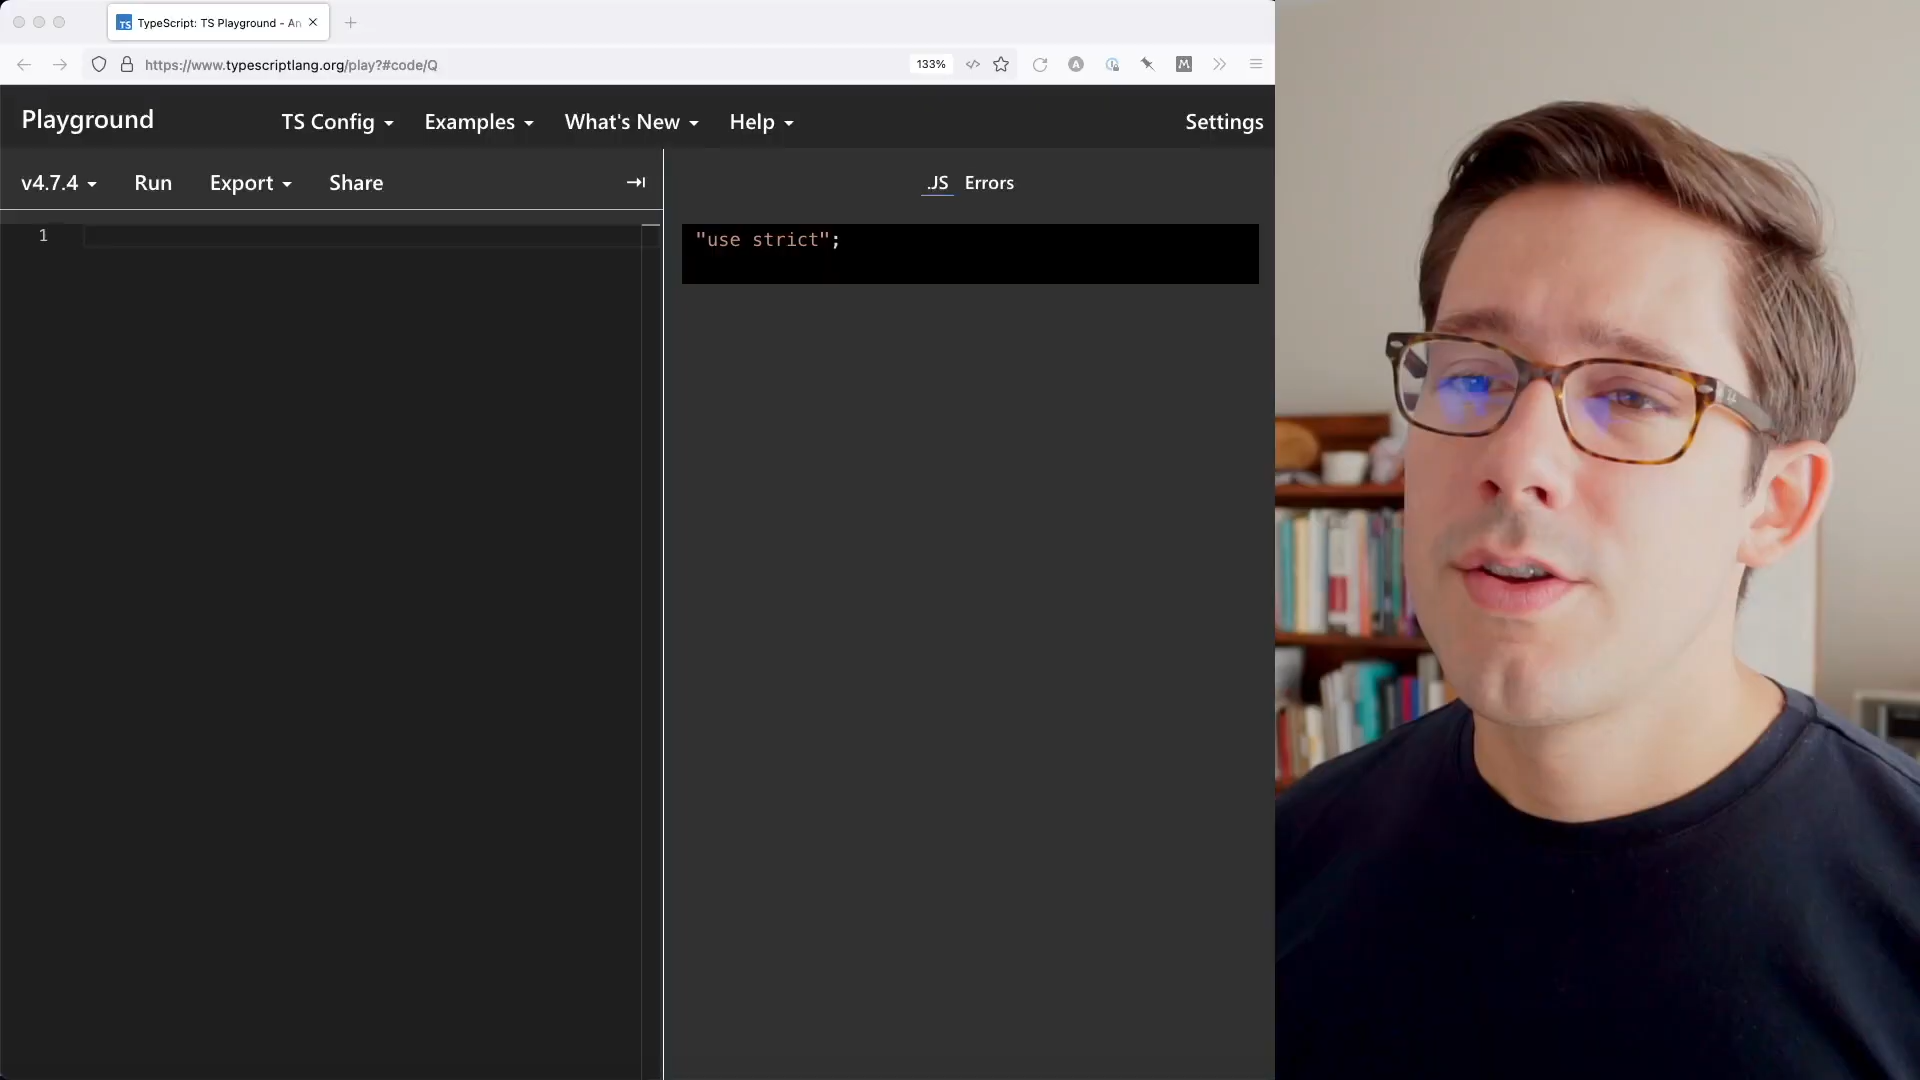 TypeScript: TS Playground - An
https://www.typescriptlang.org/play?#code/Q
133%
Playground
TS Config
Examples
What's New
Help
Settings
v4.7.4
Run
Export
Share
.JS
Errors
1
"use strict";